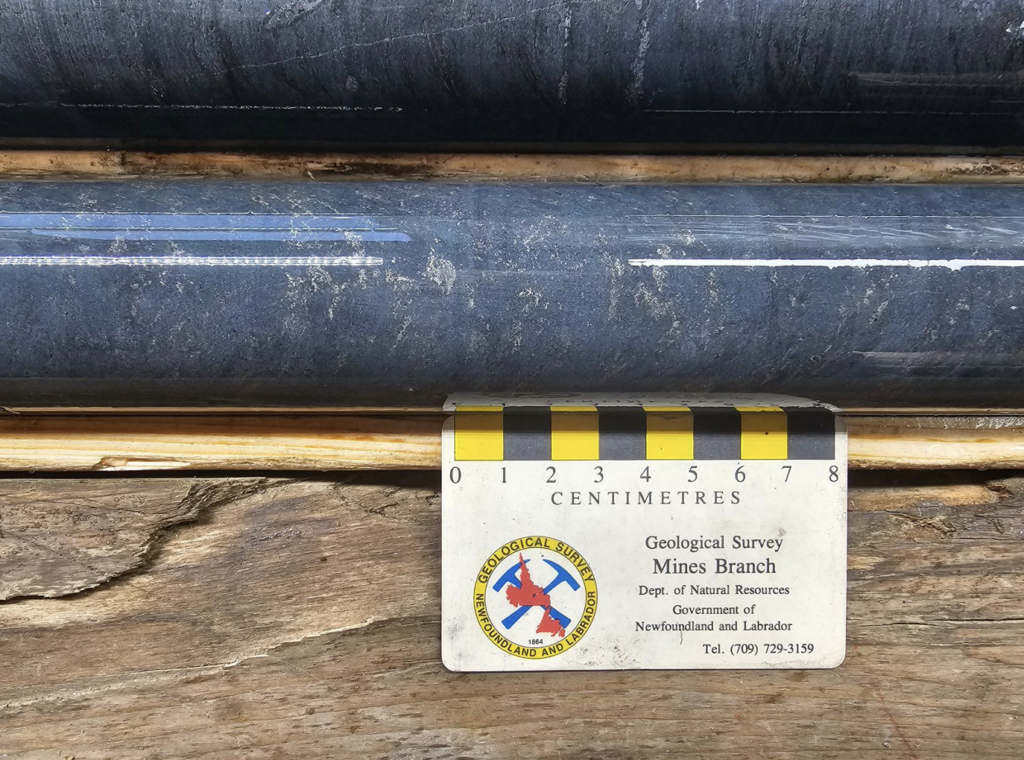 0 1 2 3 4 5 6 7 8
CENTIMETRES
GEOLOGICAL SURVEY
NEWFOUNDLAND AND LABRADOR
1864
Geological Survey
Mines Branch
Dept. of Natural Resources
Government of
Newfoundland and Labrador
Tel. (709) 729-3159